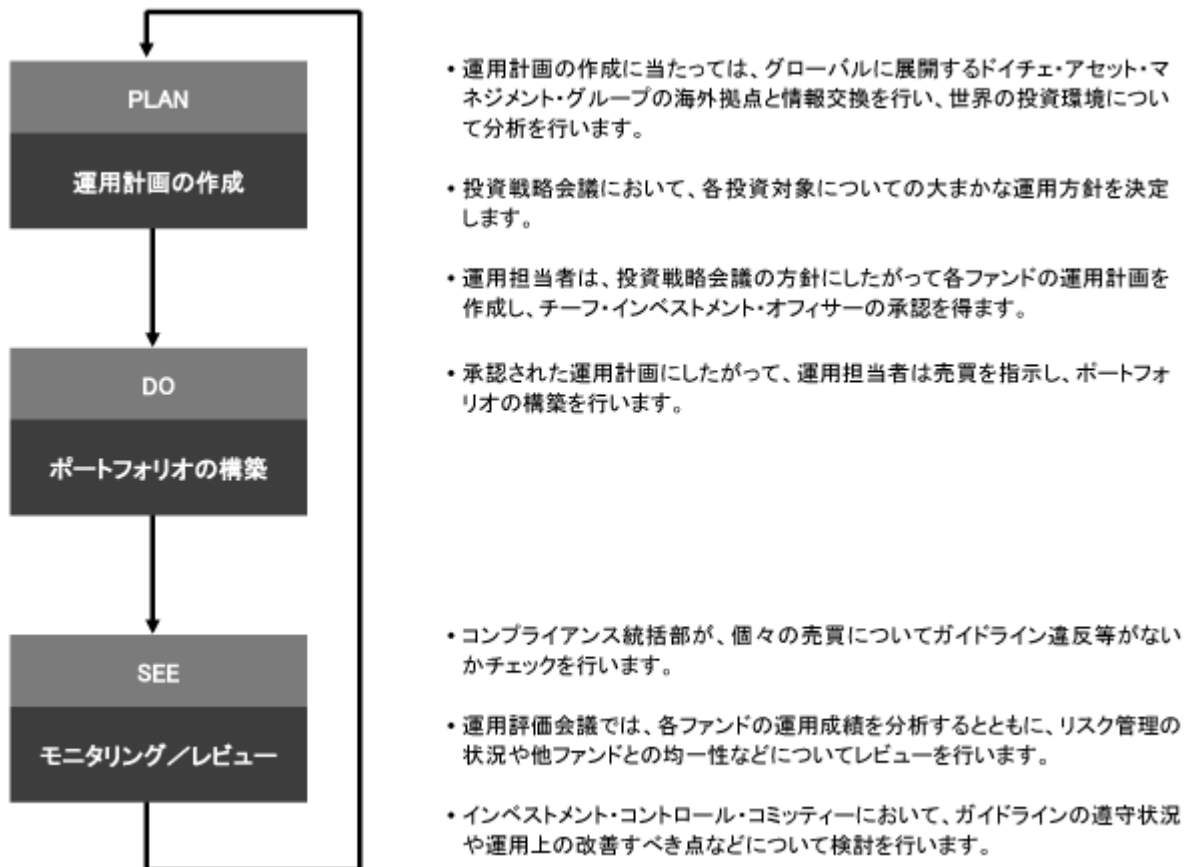 PLAN
運用計画の作成
• 運用計画の作成に当たっては、グローバルに展開するドイチェ・アセット・マ
ネジメント・グループの海外拠点と情報交換を行い、世界の投資環境につい
て分析を行います。
• 投資戦略会議において、各投資対象についての大まかな運用方針を決定
します。
• 運用担当者は、投資戦略会議の方針にしたがって各ファンドの運用計画を
作成し、チーフ・インベストメント・オフィサーの承認を得ます。
DO
ポートフォリオの構築
• 承認された運用計画にしたがって、運用担当者は売買を指示し、ポートフォ
リオの構築を行います。
SEE
モニタリング／レビュー
• コンプライアンス統括部が、個々の売買についてガイドライン違反等がない
かチェックを行います。
• 運用評価会議では、各ファンドの運用成績を分析するとともに、リスク管理の
状況や他ファンドとの均一性などについてレビューを行います。
• インベストメント・コントロール・コミッティーにおいて、ガイドラインの遵守状況
や運用上の改善すべき点などについて検討を行います。